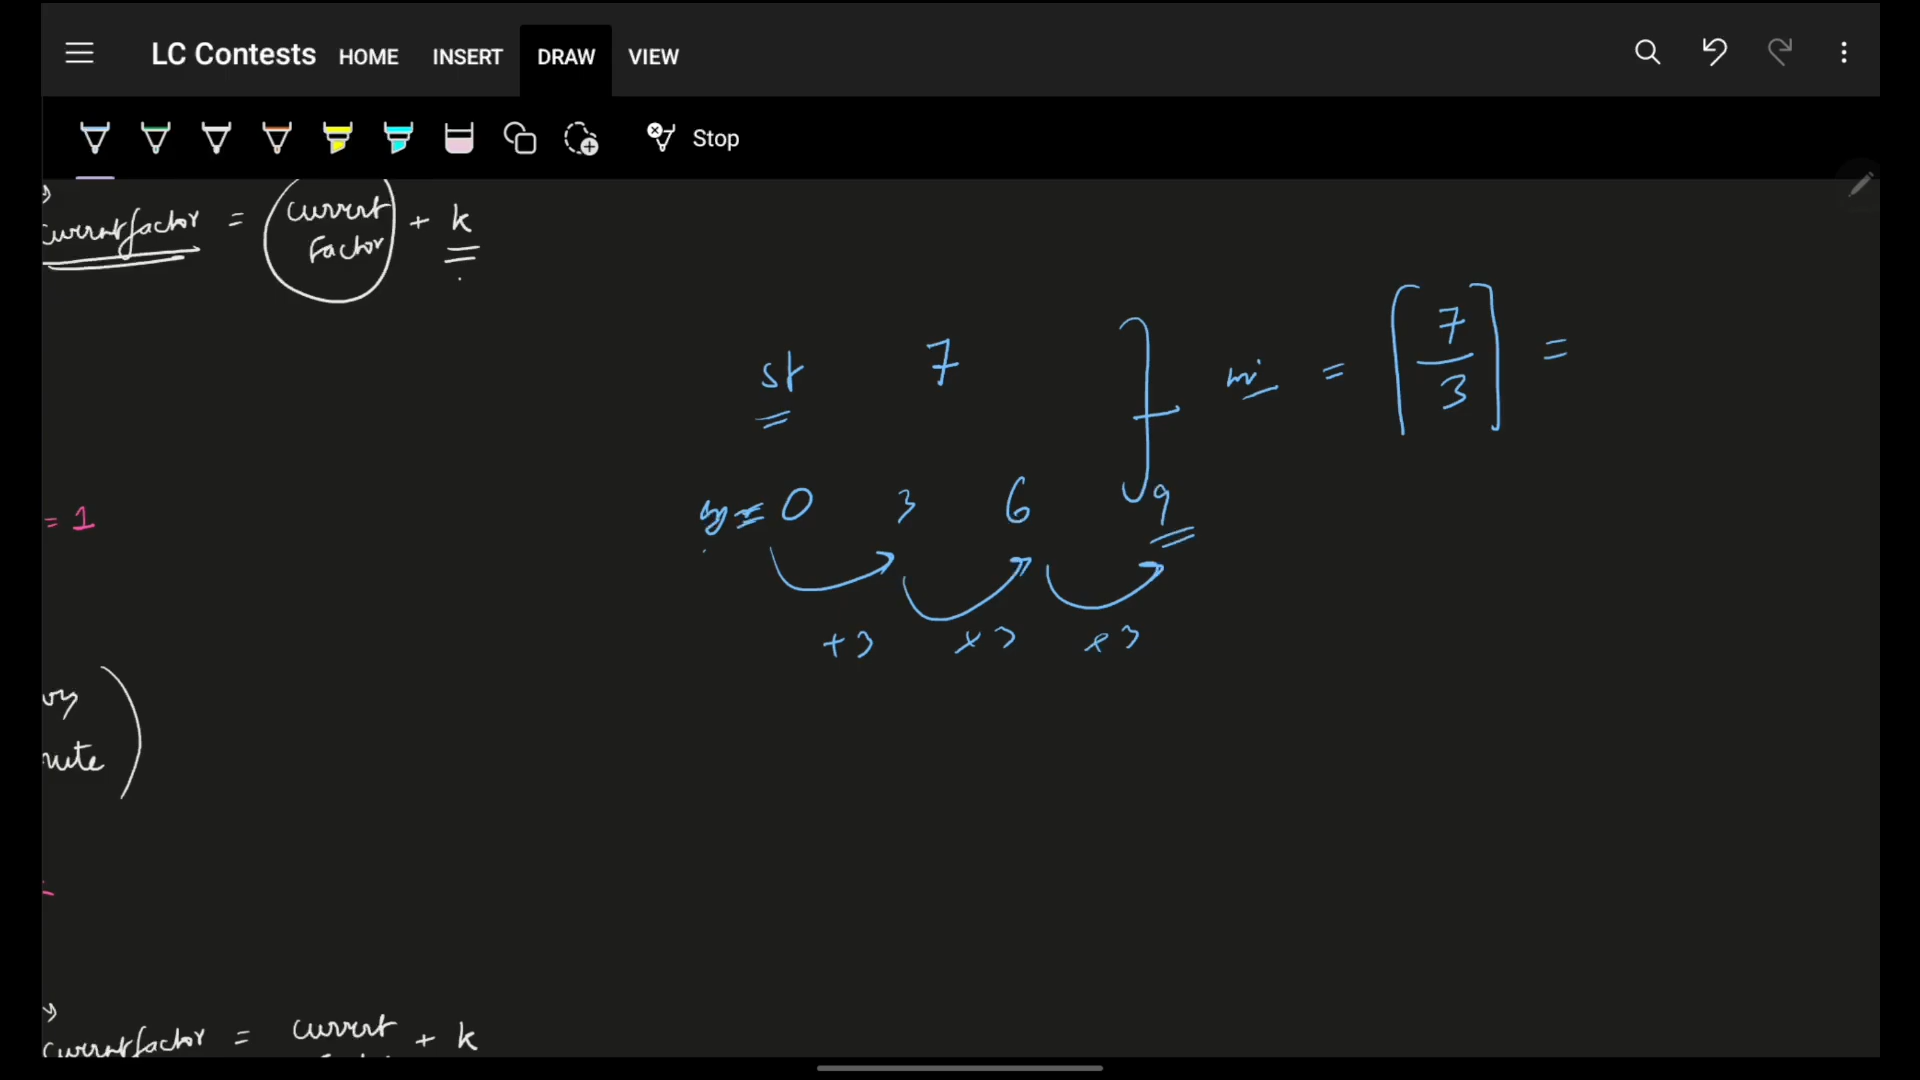 LC Contests HOME INSERT DRAW VIEW
Stop
currentfactor = (current Factor) + k
st 7
mi = ⌈7/3⌉ =
= 0 3 6 9
= 1
+3 +3 +3
nute
currentfactor = current + k